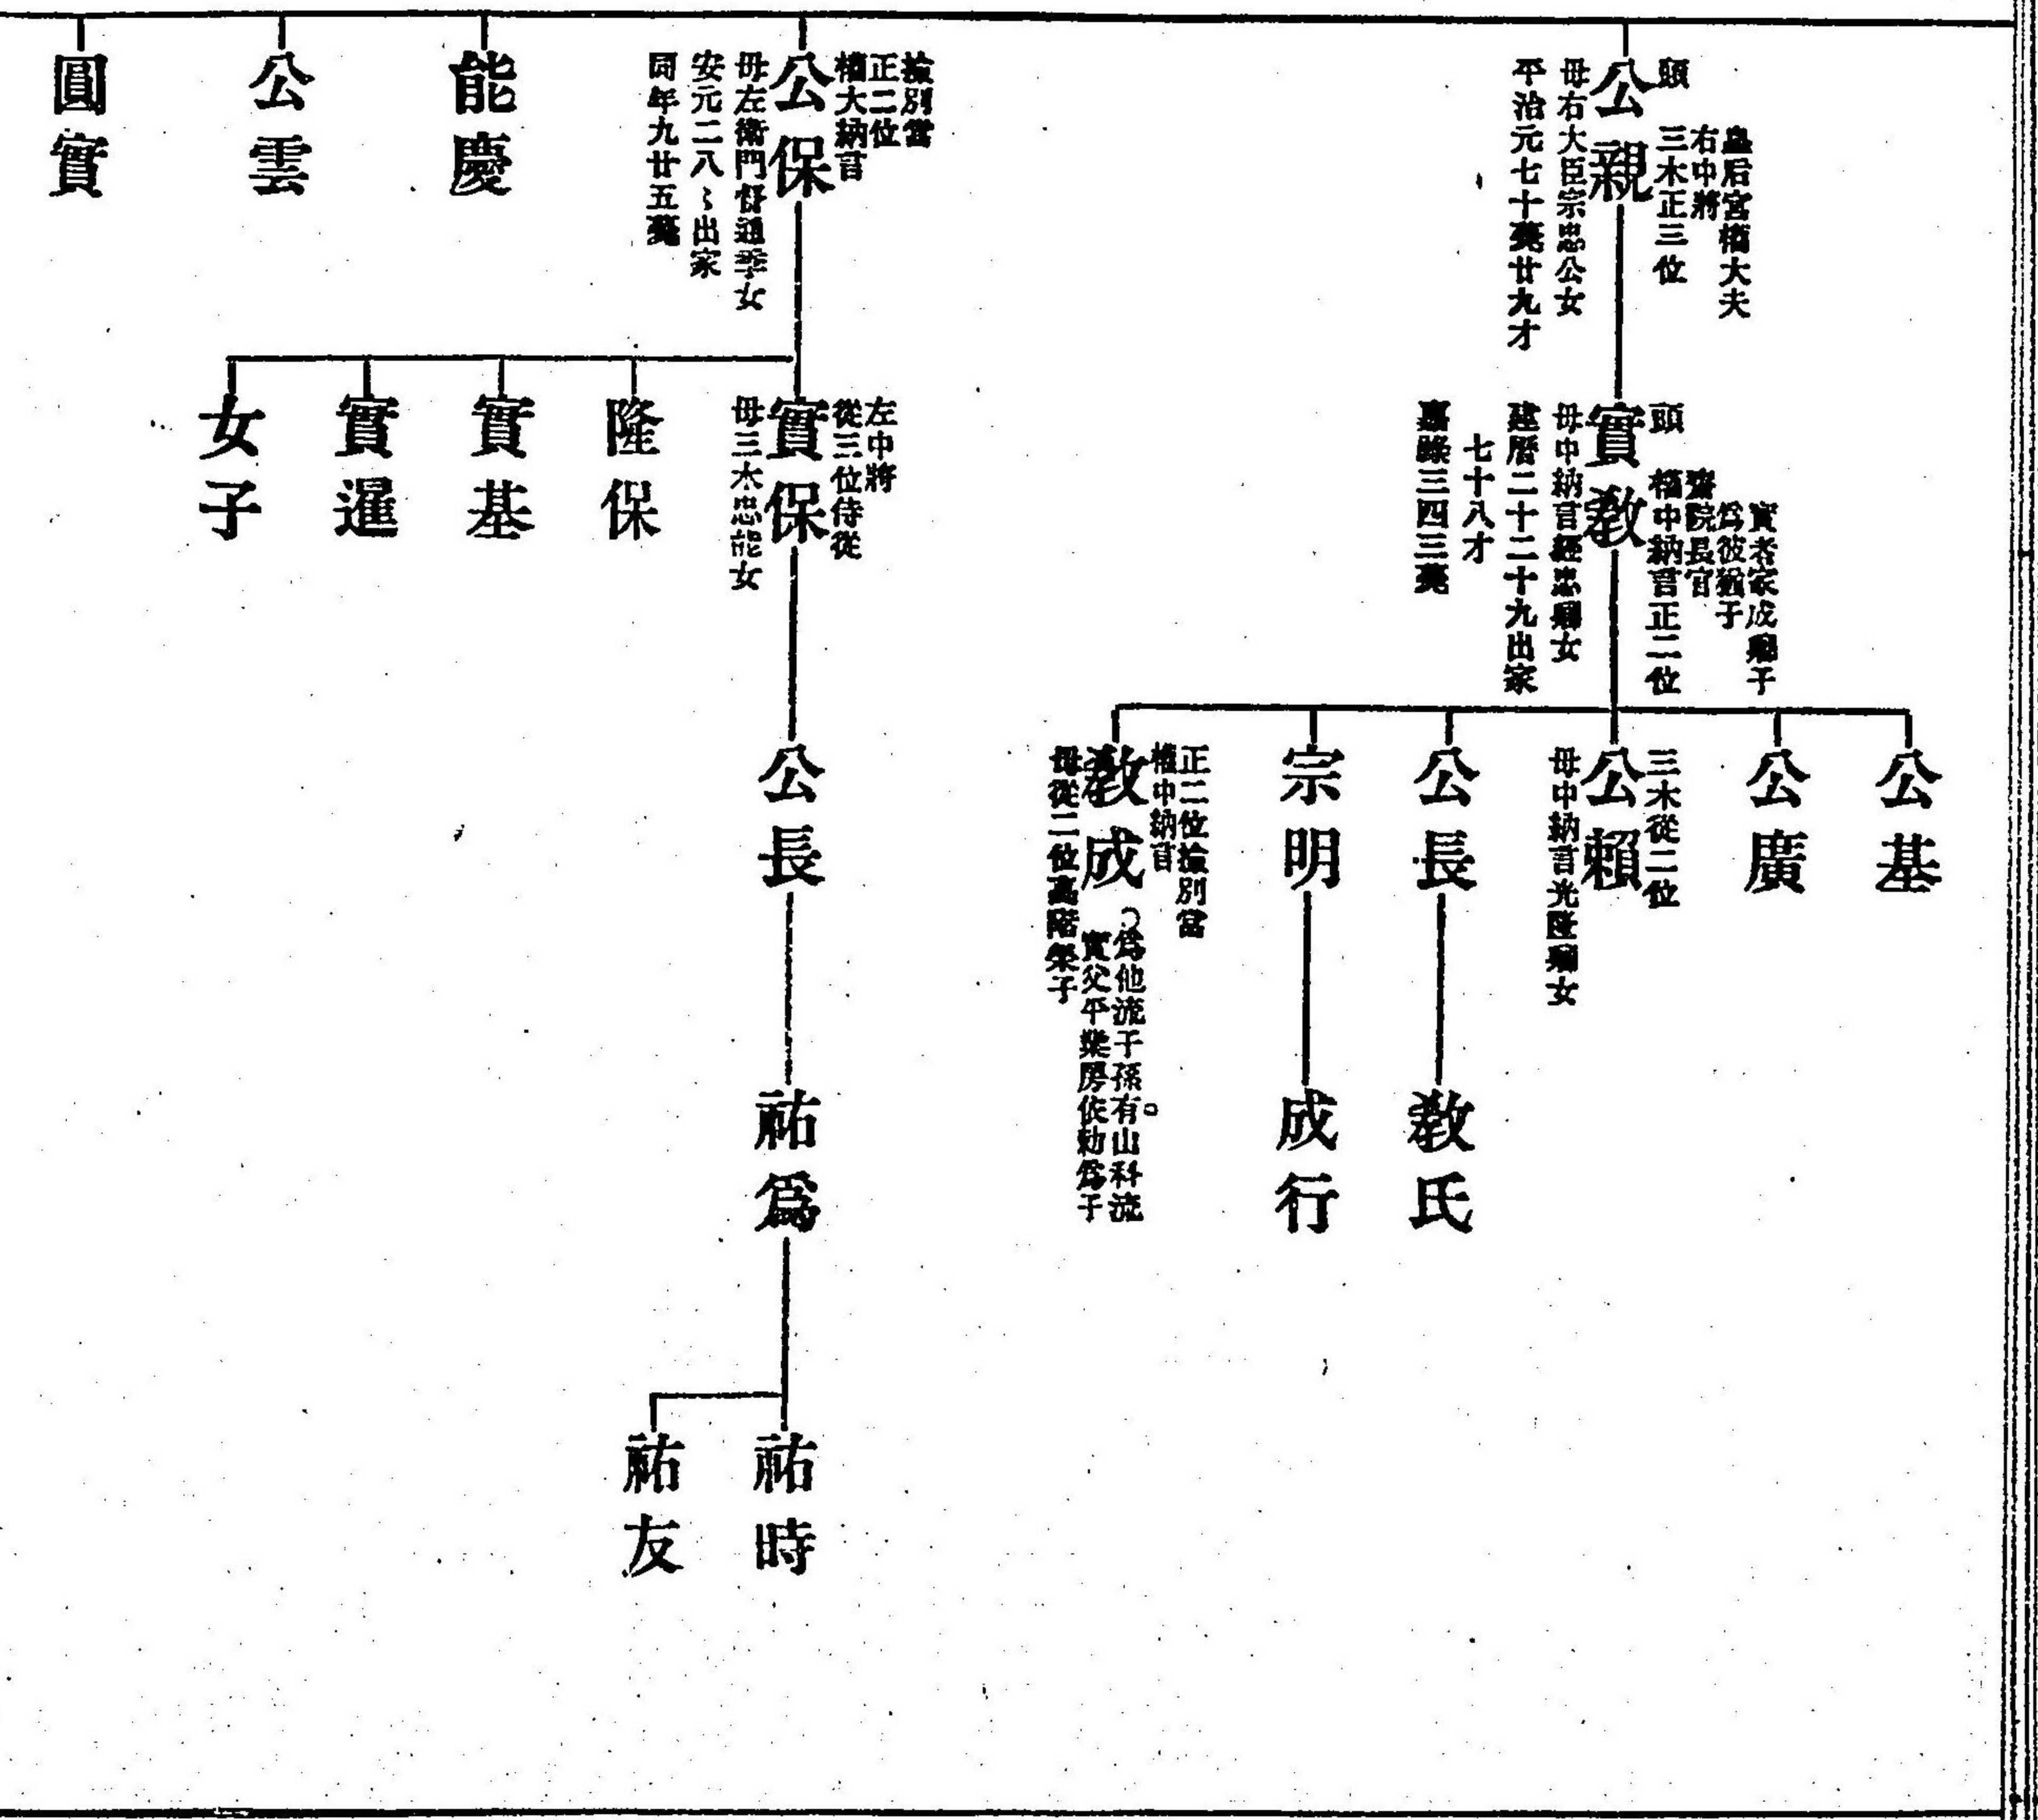 皇后宮權大夫
右中將
三木正三位
頭
公親
母右大臣宗忠公女
平治元七十薨廿九才
實者家成卿子
爲彼猶子
齋院長官
權中納言正二位
頭
實敎
母中納言經忠卿女
建曆二十二十九出家
七十八才
嘉祿三四三薨
公基
公廣
三木從二位
公賴
母中納言光隆卿女
公長
敎氏
宗明
成行
正二位檢別當
權中納言
敎成
爲他流子孫有山科流
實父平業房依勅爲子
母從二位高階榮子
檢別當
正二位
權大納言
公保
母左衛門督通季女
安元二八〻出家
同年九廿五薨
左中將
從三位侍從
實保
母三木忠能女
隆保
實基
實暹
女子
公長
祐爲
祐時
祐友
能慶
公雲
圓實